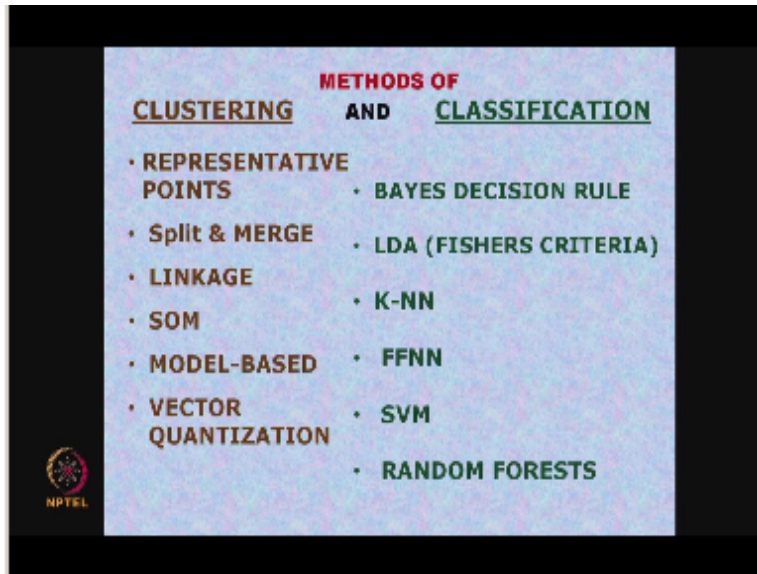 METHODS OF
CLUSTERING AND CLASSIFICATION
• REPRESENTATIVE
POINTS
• Split & MERGE
• LINKAGE
• SOM
• MODEL-BASED
• VECTOR
QUANTIZATION
• BAYES DECISION RULE
• LDA (FISHERS CRITERIA)
• K-NN
• FFNN
• SVM
• RANDOM FORESTS
NPTEL